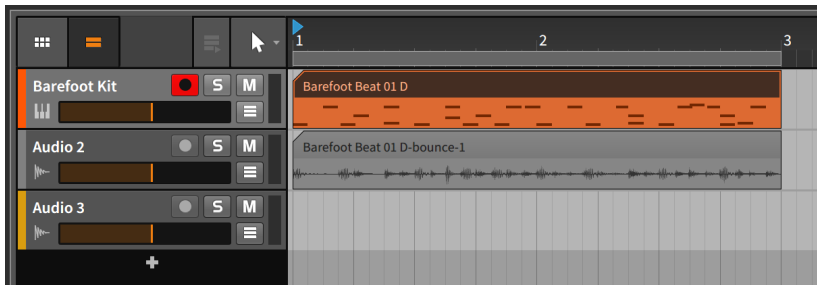 1 2 3
Barefoot Kit S M
Barefoot Beat 01 D
Audio 2 S M
Barefoot Beat 01 D-bounce-1
Audio 3 S M